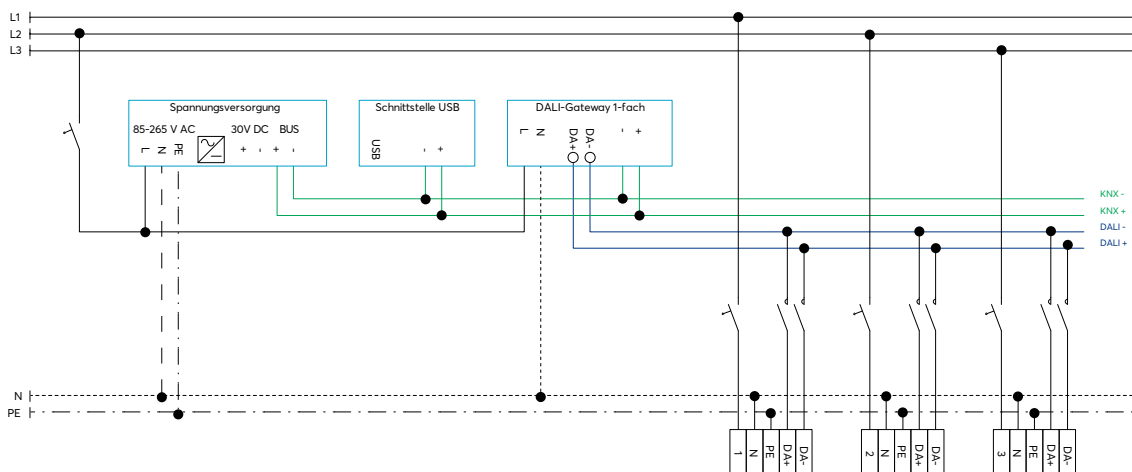 L1
L2
L3
Spannungsversorgung
85-265 V AC
30V DC
BUS
L
N
PE
+
-
+
-
Schnittstelle USB
USB
-
+
DALI-Gateway 1-fach
L
N
DA+
DA-
-
+
KNX -
KNX +
DALI -
DALI +
N
PE
1
N
PE
DA+
DA-
2
N
PE
DA+
DA-
3
N
PE
DA+
DA-